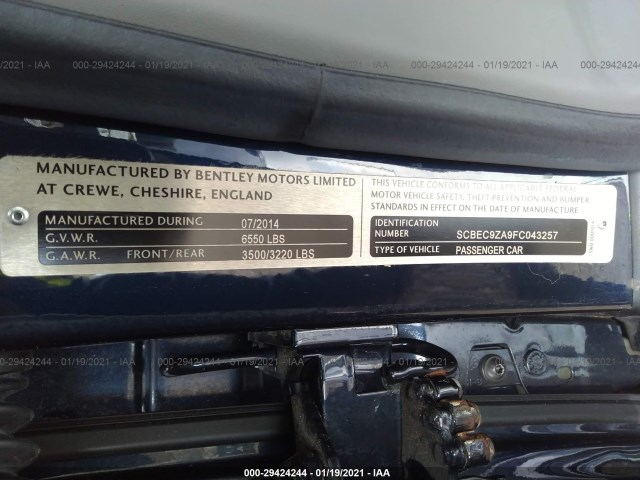 000-29424244 - 01/19/2021 - IAA
000-29424244 - 01/19/2021 - IAA
000-29424244 - 01/19/2021 - IAA
MANUFACTURED BY BENTLEY MOTORS LIMITED
AT CREWE, CHESHIRE, ENGLAND
MANUFACTURED DURING 07/2014
G.V.W.R. 6550 LBS
G.A.W.R. FRONT/REAR 3500/3220 LBS
THIS VEHICLE CONFORMS TO ALL APPLICABLE FEDERAL
MOTOR VEHICLE SAFETY, THEFT PREVENTION AND BUMPER
STANDARDS IN EFFECT ON THE DATE OF MANUFACTURE
IDENTIFICATION
NUMBER SCBEC9ZA9FC043257
TYPE OF VEHICLE PASSENGER CAR
000-29424244 - 01/19/2021 - IAA
000-29424244 - 01/19/2021 - IAA
000-29424244 - 01/19/2021 - IAA
000-29424244 - 01/19/2021 - IAA